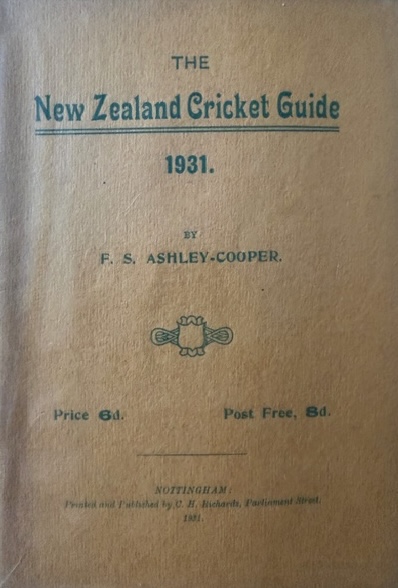 THE
New Zealand Cricket Guide
1931.
BY
F. S. ASHLEY-COOPER.
Price 6d. Post Free, 8d.
NOTTINGHAM:
Printed and Published by C. H. Richards, Parliament Street.
1931.